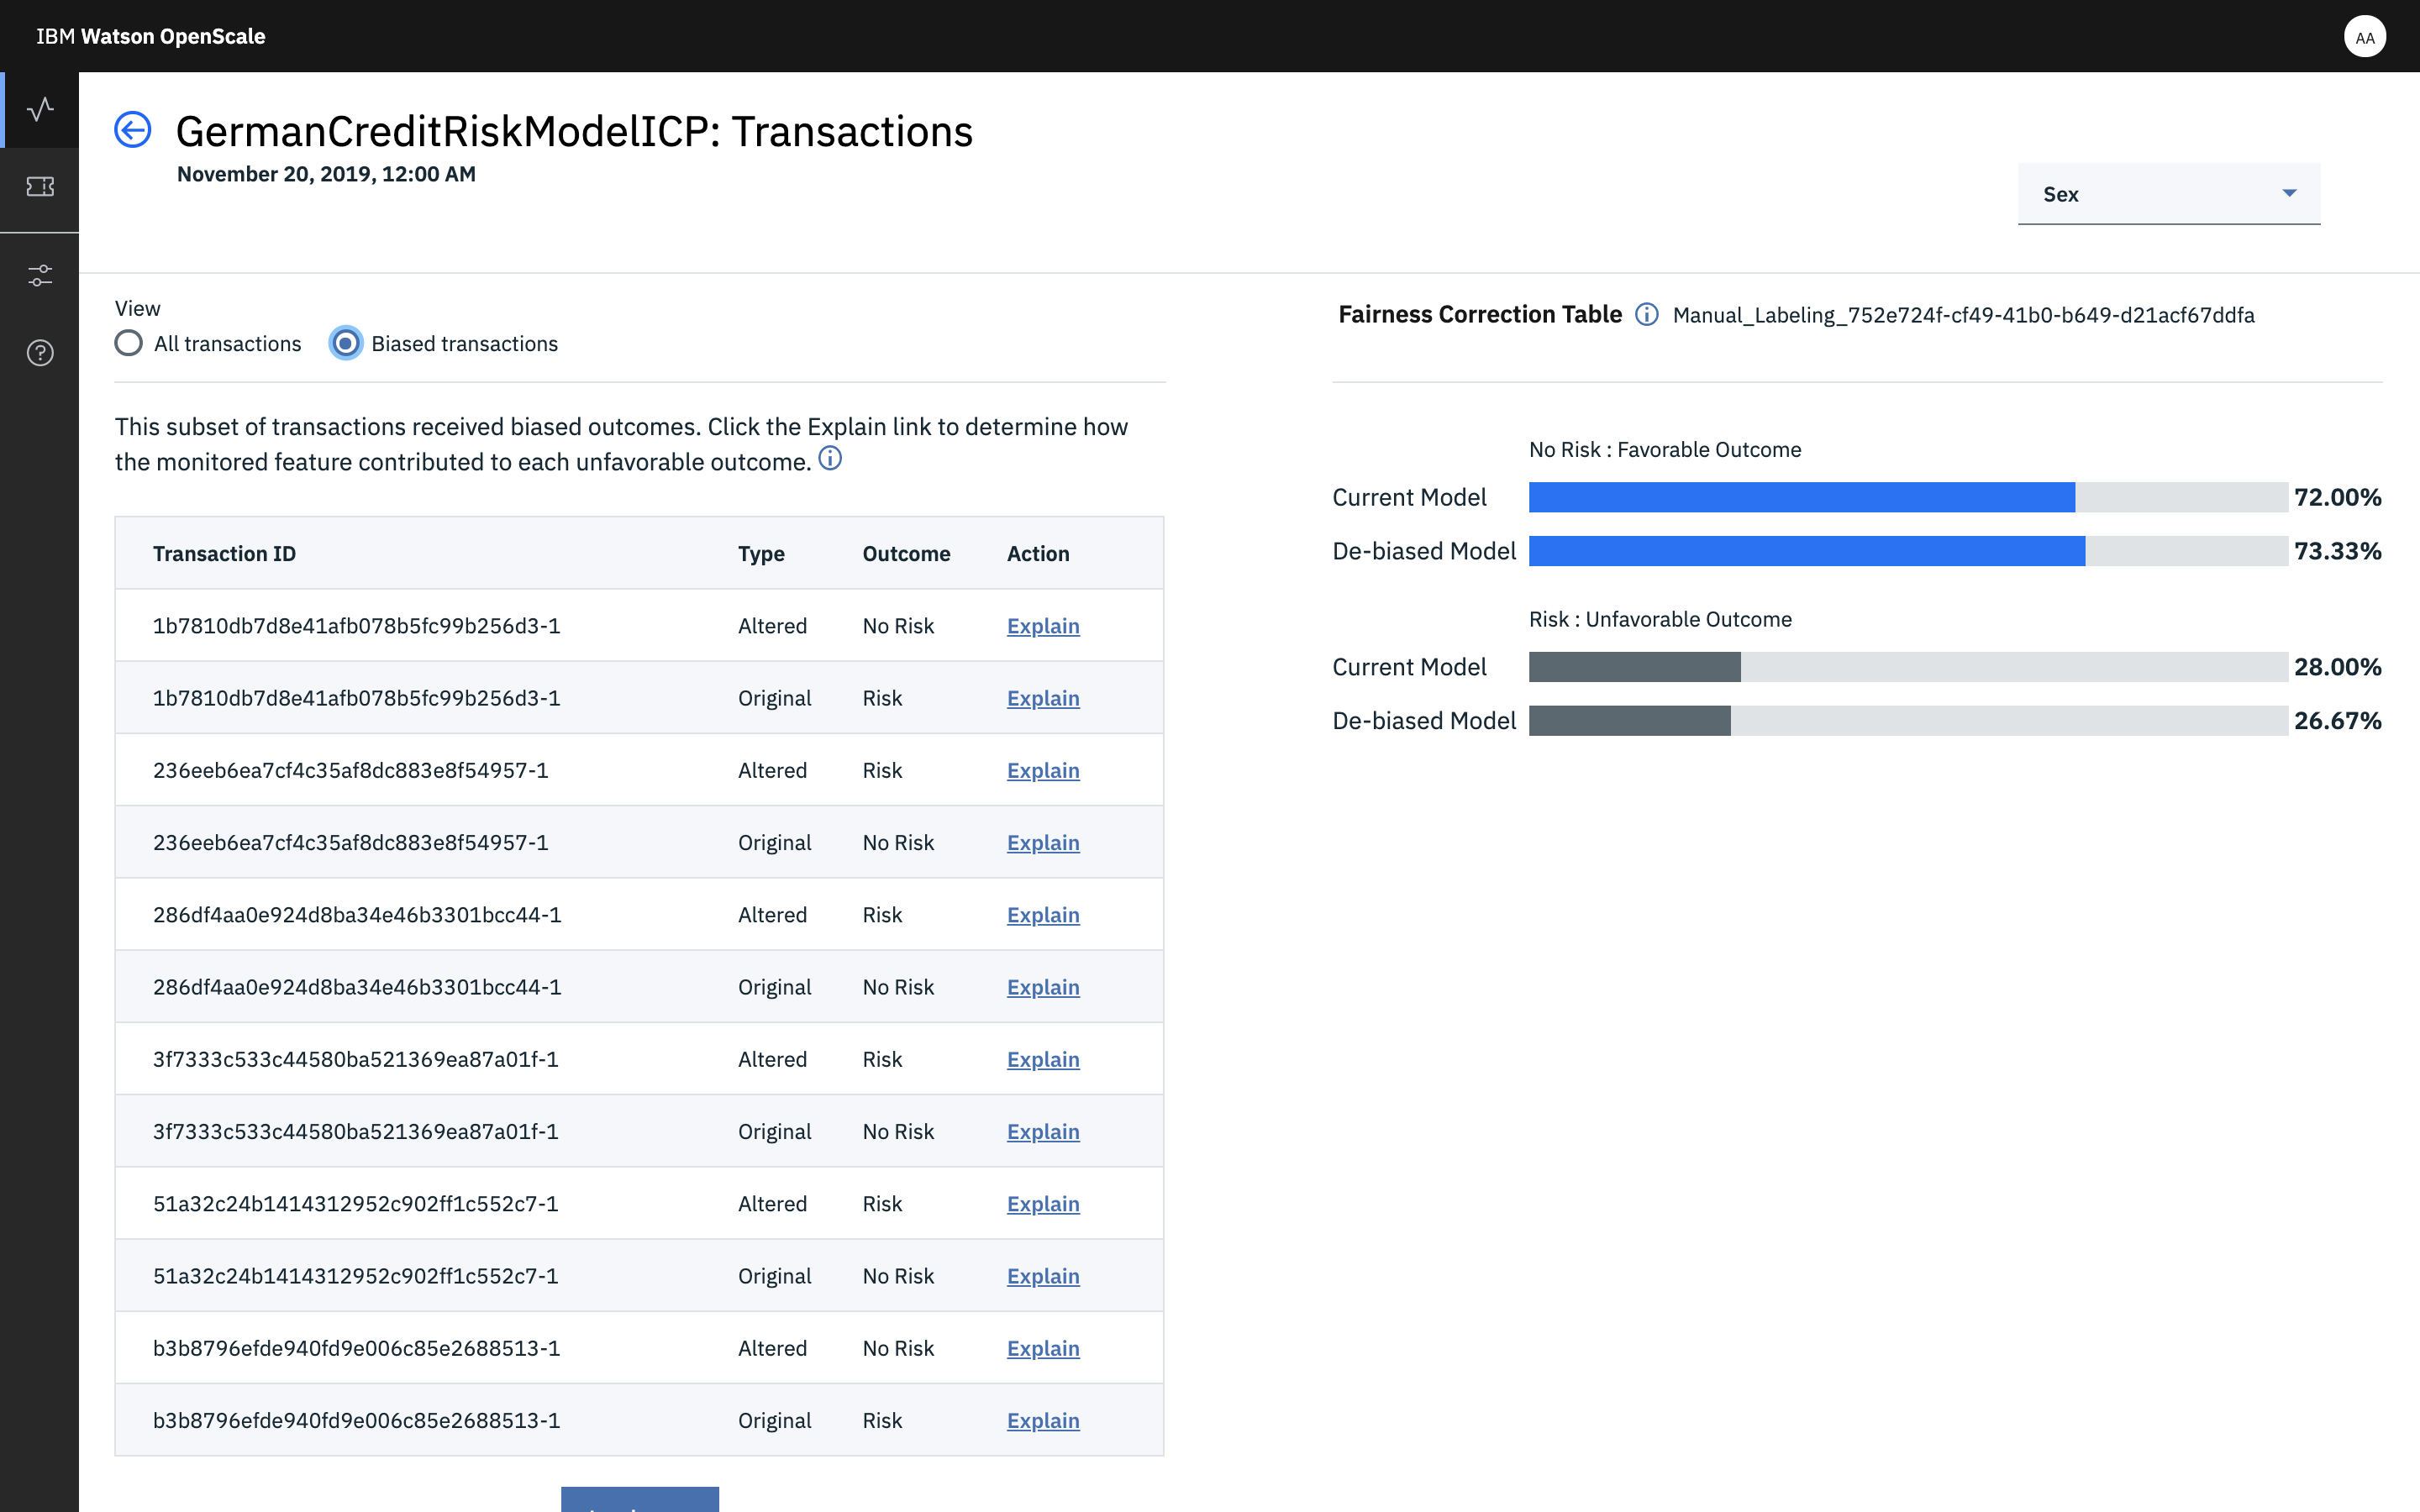 IBM Watson OpenScale
AA
GermanCreditRiskModelICP: Transactions
November 20, 2019, 12:00 AM
Sex
View
All transactions
Biased transactions
This subset of transactions received biased outcomes. Click the Explain link to determine how
the monitored feature contributed to each unfavorable outcome.
Transaction ID Type Outcome Action
1b7810db7d8e41afb078b5fc99b256d3-1 Altered No Risk Explain
1b7810db7d8e41afb078b5fc99b256d3-1 Original Risk Explain
236eeb6ea7cf4c35af8dc883e8f54957-1 Altered Risk Explain
236eeb6ea7cf4c35af8dc883e8f54957-1 Original No Risk Explain
286df4aa0e924d8ba34e46b3301bcc44-1 Altered Risk Explain
286df4aa0e924d8ba34e46b3301bcc44-1 Original No Risk Explain
3f7333c533c44580ba521369ea87a01f-1 Altered Risk Explain
3f7333c533c44580ba521369ea87a01f-1 Original No Risk Explain
51a32c24b1414312952c902ff1c552c7-1 Altered Risk Explain
51a32c24b1414312952c902ff1c552c7-1 Original No Risk Explain
b3b8796efde940fd9e006c85e2688513-1 Altered No Risk Explain
b3b8796efde940fd9e006c85e2688513-1 Original Risk Explain
Fairness Correction Table Manual_Labeling_752e724f-cf49-41b0-b649-d21acf67ddfa
No Risk : Favorable Outcome
Current Model 72.00%
De-biased Model 73.33%
Risk : Unfavorable Outcome
Current Model 28.00%
De-biased Model 26.67%